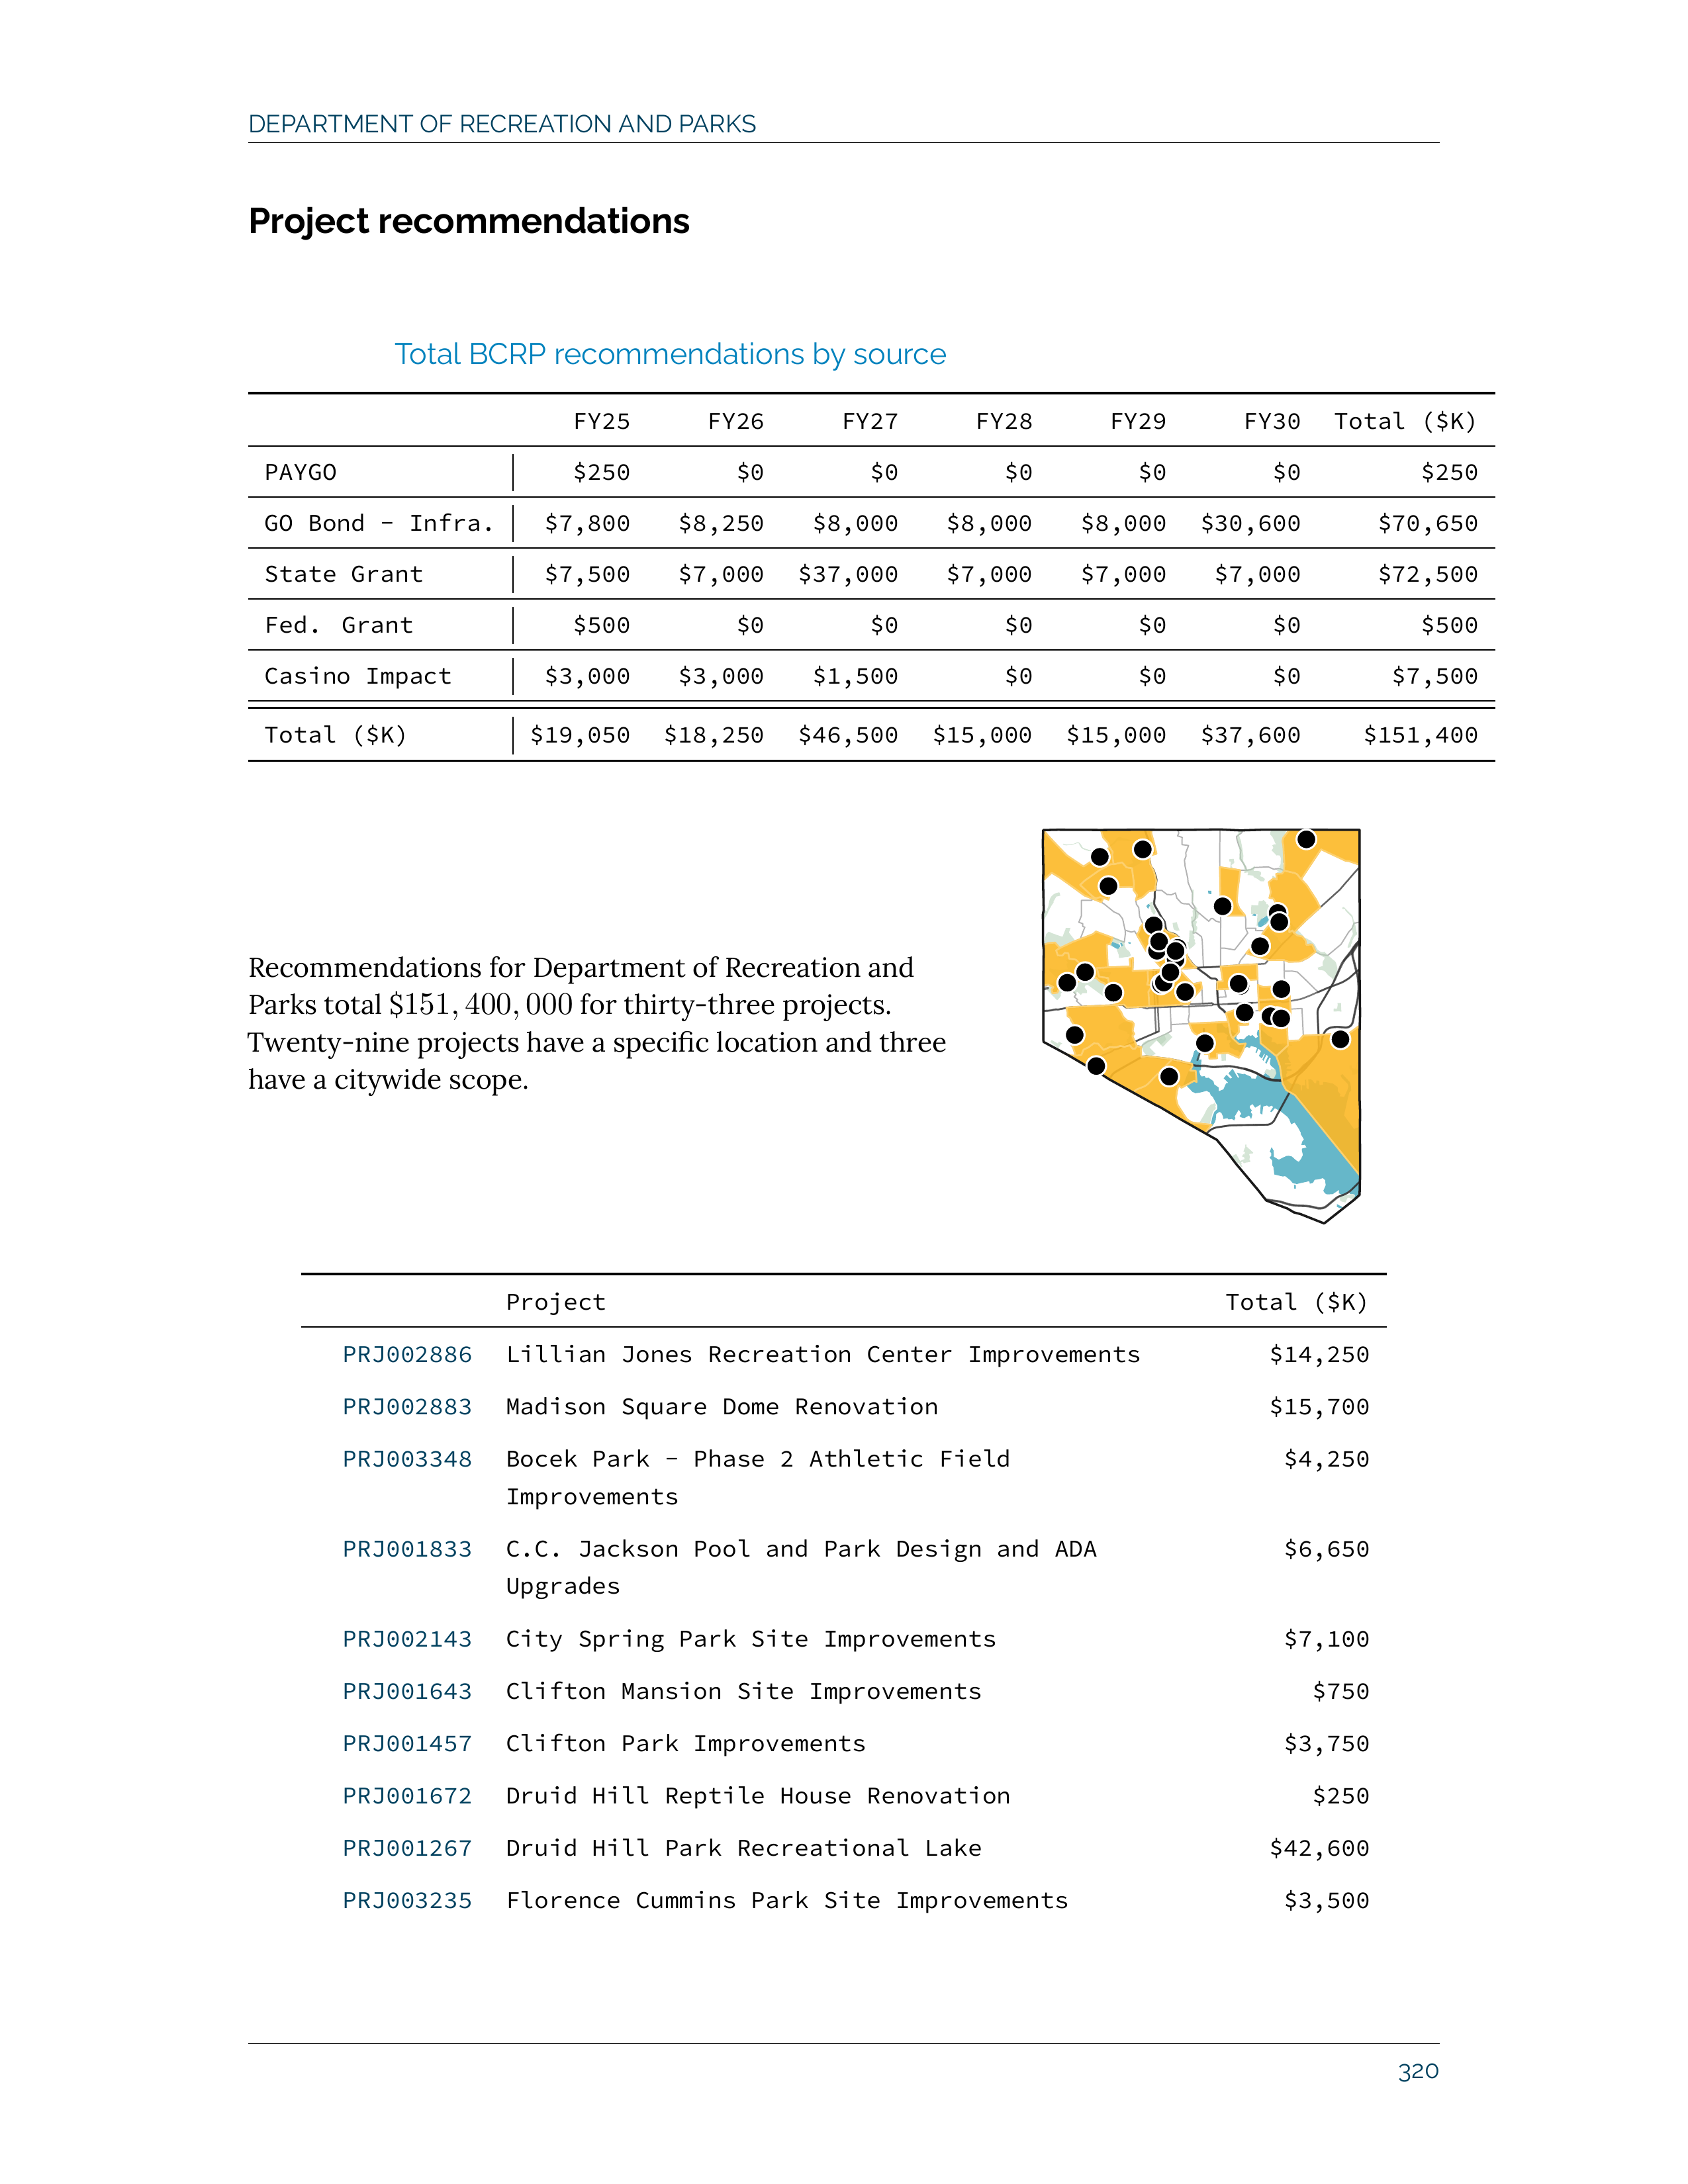 DEPARTMENT OF RECREATION AND PARKS
Project recommendations
Total BCRP recommendations by source
FY25 FY26 FY27 FY28 FY29 FY30 Total ($K)
PAYGO $250 $0 $0 $0 $0 $0 $250
GO Bond - Infra. $7,800 $8,250 $8,000 $8,000 $8,000 $30,600 $70,650
State Grant $7,500 $7,000 $37,000 $7,000 $7,000 $7,000 $72,500
Fed. Grant $500 $0 $0 $0 $0 $0 $500
Casino Impact $3,000 $3,000 $1,500 $0 $0 $0 $7,500
Total ($K) $19,050 $18,250 $46,500 $15,000 $15,000 $37,600 $151,400
Recommendations for Department of Recreation and
Parks total $151, 400, 000 for thirty-three projects.
Twenty-nine projects have a specific location and three
have a citywide scope.
Project Total ($K)
PRJ002886 Lillian Jones Recreation Center Improvements $14,250
PRJ002883 Madison Square Dome Renovation $15,700
PRJ003348 Bocek Park - Phase 2 Athletic Field $4,250
Improvements
PRJ001833 C.C. Jackson Pool and Park Design and ADA $6,650
Upgrades
PRJ002143 City Spring Park Site Improvements $7,100
PRJ001643 Clifton Mansion Site Improvements $750
PRJ001457 Clifton Park Improvements $3,750
PRJ001672 Druid Hill Reptile House Renovation $250
PRJ001267 Druid Hill Park Recreational Lake $42,600
PRJ003235 Florence Cummins Park Site Improvements $3,500
320